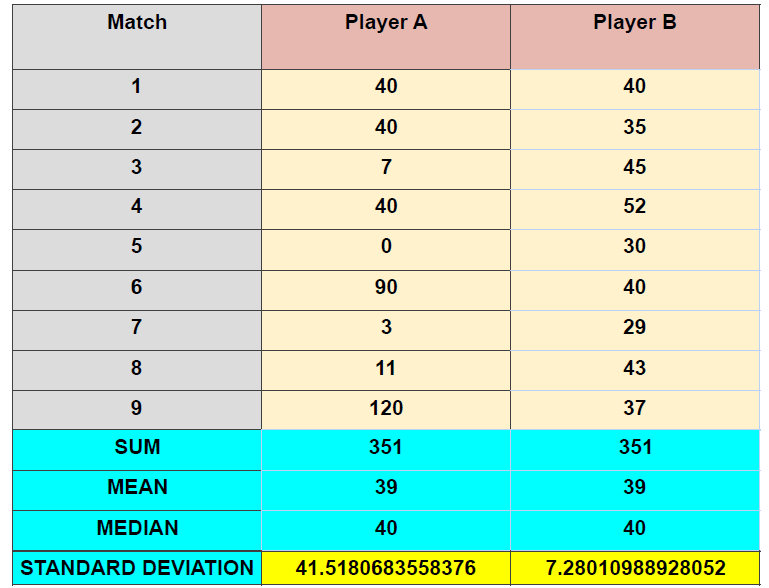 Match Player A Player B
1 40 40
2 40 35
3 7 45
4 40 52
5 0 30
6 90 40
7 3 29
8 11 43
9 120 37
SUM 351 351
MEAN 39 39
MEDIAN 40 40
STANDARD DEVIATION 41.5180683558376 7.28010988928052